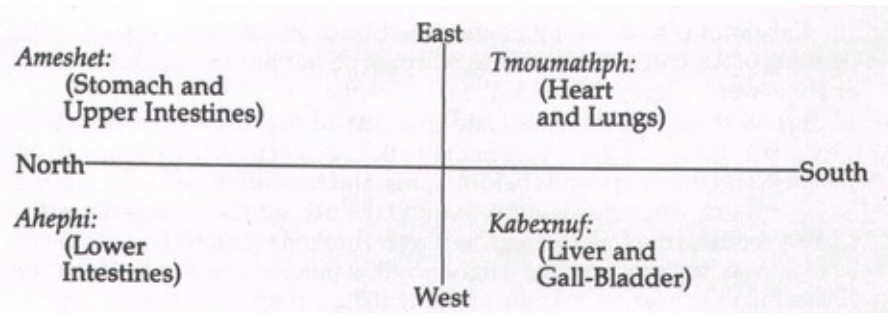 East
Ameshet:
(Stomach and
Upper Intestines)
Tmoumathph:
(Heart
and Lungs)
North
South
Ahephi:
(Lower
Intestines)
Kabexnuf:
(Liver and
Gall-Bladder)
West